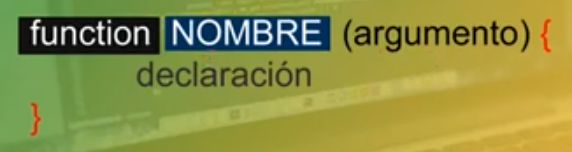 function NOMBRE (argumento) {
declaración
}